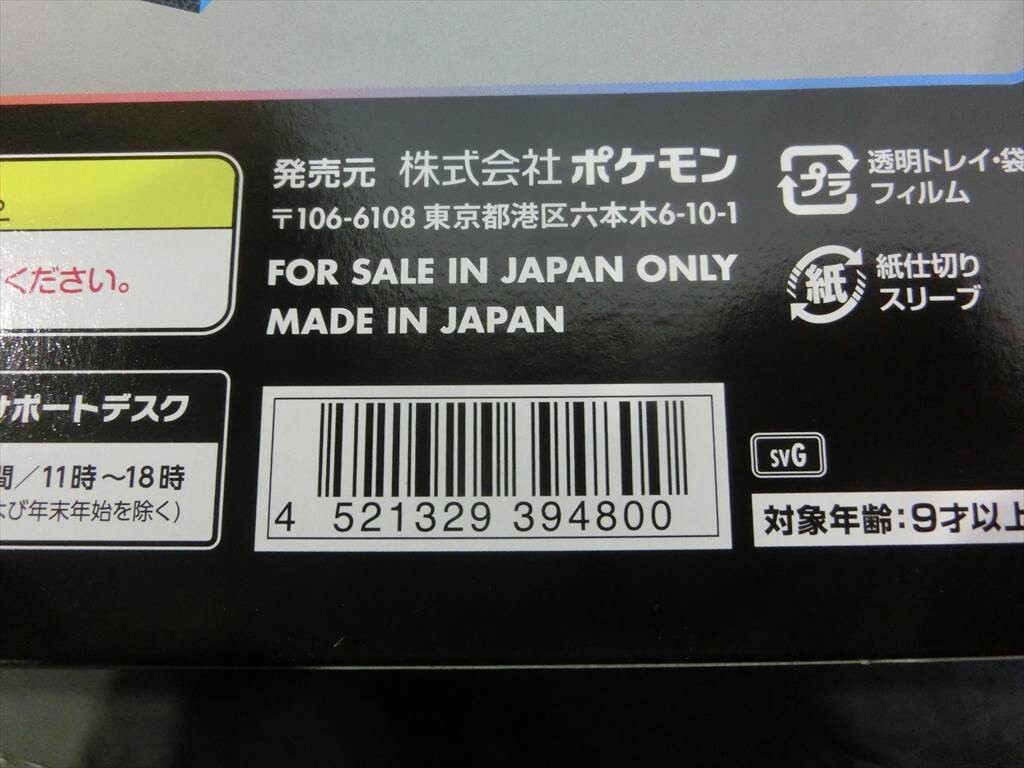 ください。
サポートデスク
間／11時～18時
よび年末年始を除く)
発売元 株式会社 ポケモン
〒106-6108 東京都港区六本木6-10-1
FOR SALE IN JAPAN ONLY
MADE IN JAPAN
4 521329 394800
プラ
透明トレイ・袋
フィルム
紙
紙仕切り
スリーブ
svG
対象年齢：9才以上